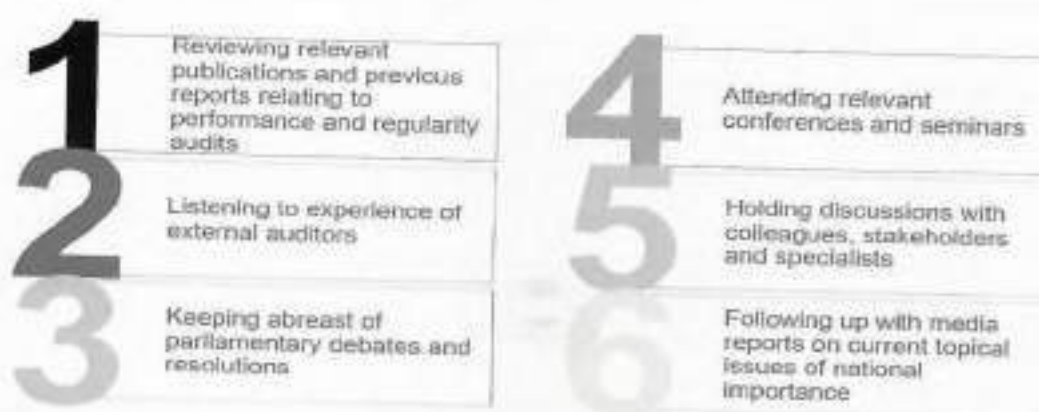 1
Reviewing relevant
publications and previous
reports relating to
performance and regularity
audits
2
Listening to experience of
external auditors
3
Keeping abreast of
parliamentary debates and
resolutions
4
Attending relevant
conferences and seminars
5
Holding discussions with
colleagues, stakeholders
and specialists
6
Following up with media
reports on current topical
issues of national
importance